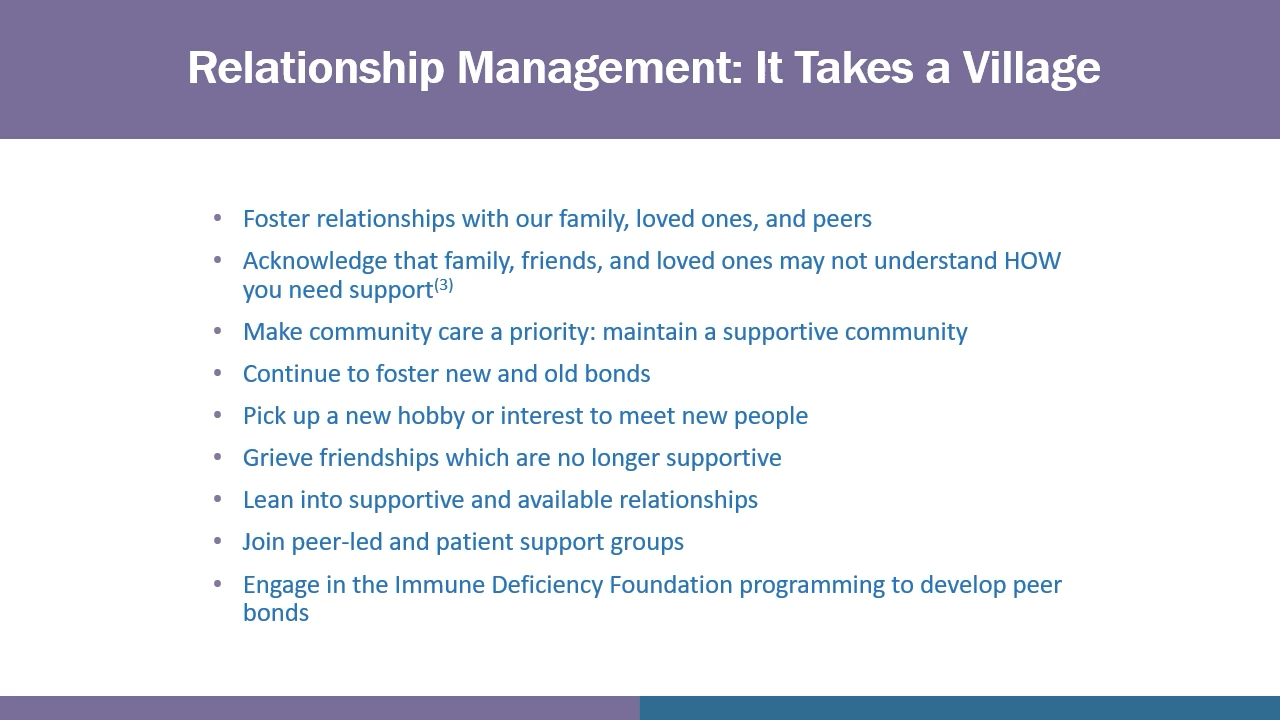 Relationship Management: It Takes a Village
• Foster relationships with our family, loved ones, and peers
• Acknowledge that family, friends, and loved ones may not understand HOW
you need support(3)
• Make community care a priority: maintain a supportive community
• Continue to foster new and old bonds
• Pick up a new hobby or interest to meet new people
• Grieve friendships which are no longer supportive
• Lean into supportive and available relationships
• Join peer-led and patient support groups
• Engage in the Immune Deficiency Foundation programming to develop peer
bonds